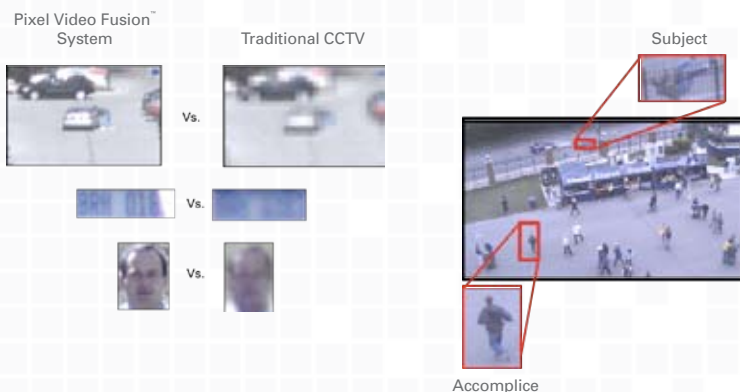 Pixel Video Fusion™
System
Traditional CCTV
Vs.
Vs.
Vs.
Subject
Accomplice